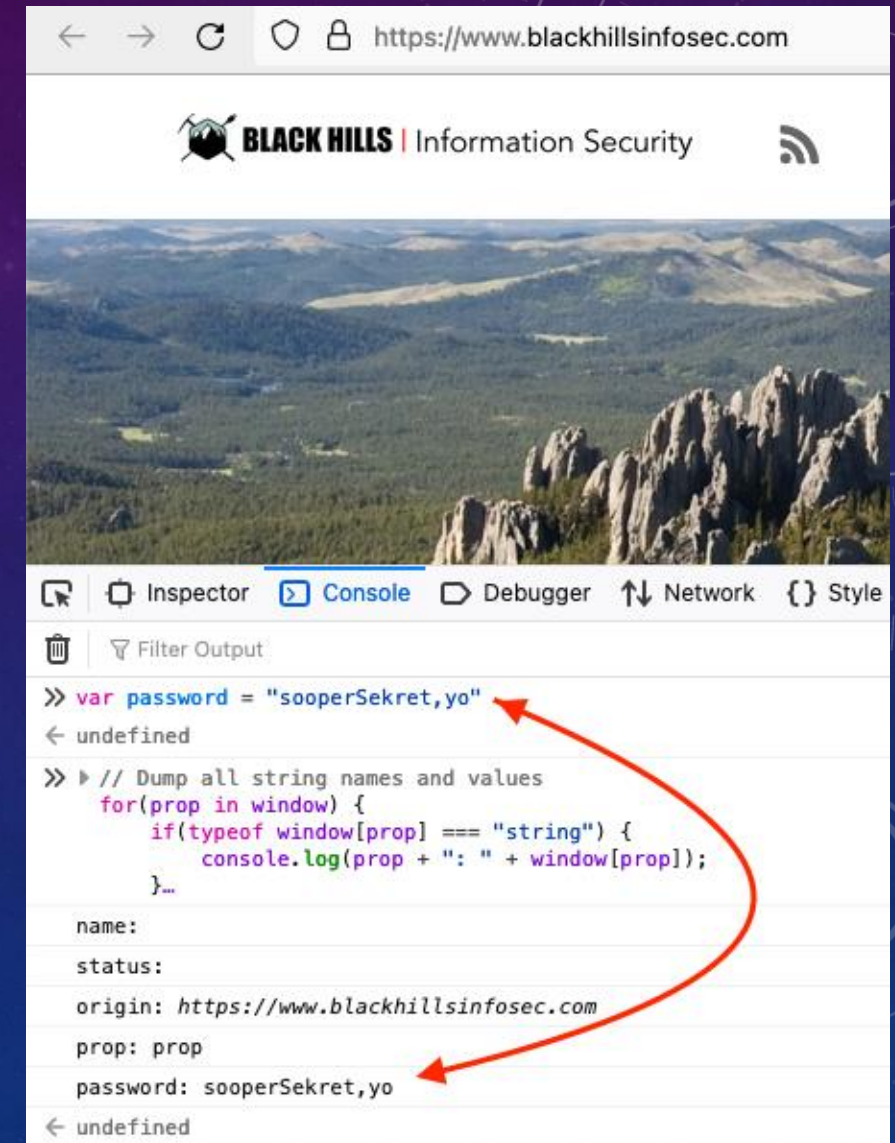 https://www.blackhillsinfosec.com
BLACK HILLS | Information Security
Inspector Console Debugger Network {} Style
Filter Output
>> var password = "sooperSekret,yo"
← undefined
>> // Dump all string names and values
for(prop in window) {
if(typeof window[prop] === "string") {
console.log(prop + ": " + window[prop]);
}…
name:
status:
origin: https://www.blackhillsinfosec.com
prop: prop
password: sooperSekret,yo
← undefined